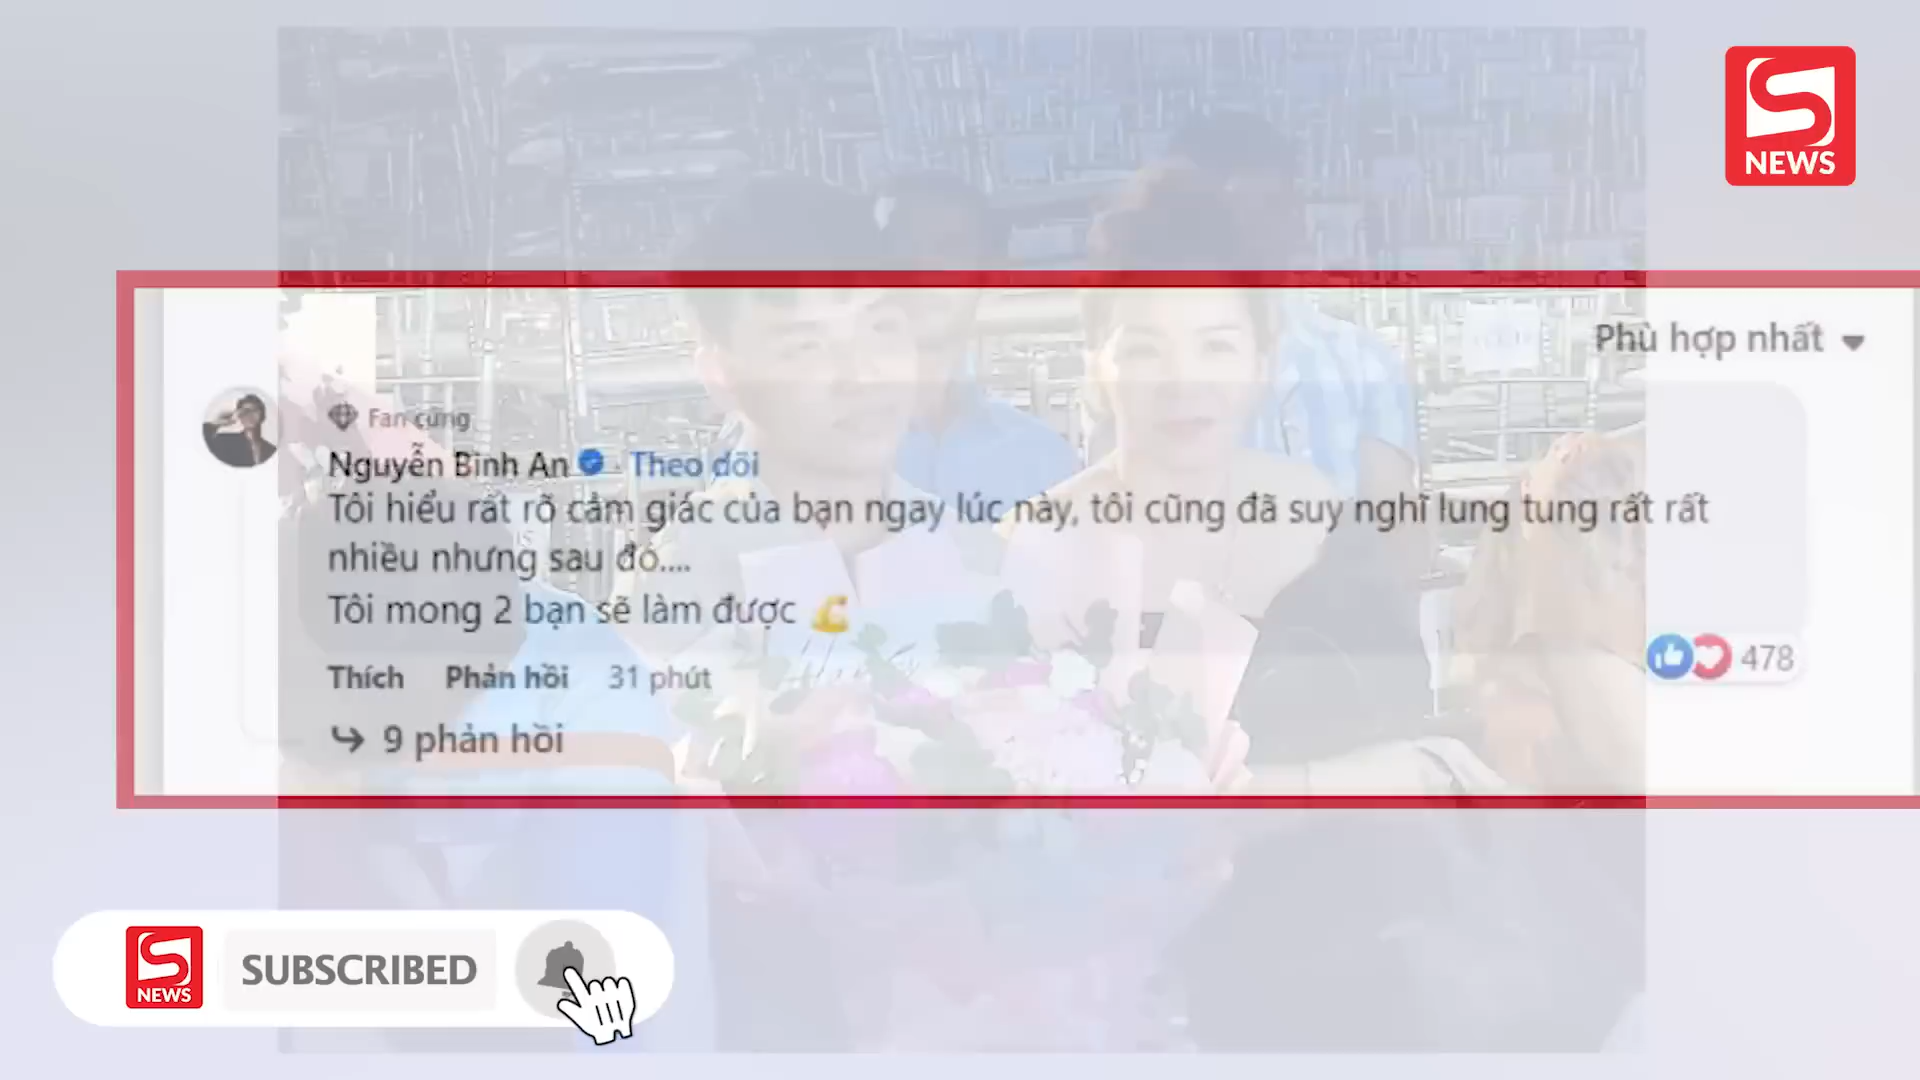 S
NEWS
Phù hợp nhất
Fan cứng
Nguyễn Bình An · Theo dõi
Tôi hiểu rất rõ cảm giác của bạn ngay lúc này, tôi cũng đã suy nghĩ lung tung rất rất
nhiều nhưng sau đó....
Tôi mong 2 bạn sẽ làm được 💪
478
Thích Phản hồi 31 phút
9 phản hồi
S
NEWS
SUBSCRIBED